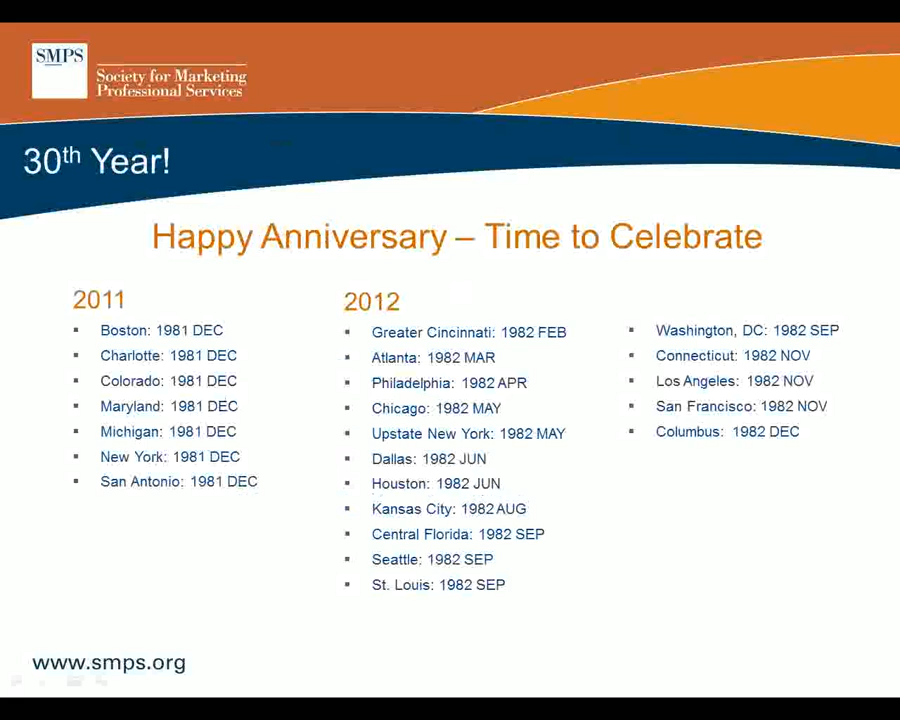 SMPS
Society for Marketing
Professional Services
30th Year!
Happy Anniversary – Time to Celebrate
2011
▪ Boston: 1981 DEC
▪ Charlotte: 1981 DEC
▪ Colorado: 1981 DEC
▪ Maryland: 1981 DEC
▪ Michigan: 1981 DEC
▪ New York: 1981 DEC
▪ San Antonio: 1981 DEC
2012
▪ Greater Cincinnati: 1982 FEB
▪ Atlanta: 1982 MAR
▪ Philadelphia: 1982 APR
▪ Chicago: 1982 MAY
▪ Upstate New York: 1982 MAY
▪ Dallas: 1982 JUN
▪ Houston: 1982 JUN
▪ Kansas City: 1982 AUG
▪ Central Florida: 1982 SEP
▪ Seattle: 1982 SEP
▪ St. Louis: 1982 SEP
▪ Washington, DC: 1982 SEP
▪ Connecticut: 1982 NOV
▪ Los Angeles: 1982 NOV
▪ San Francisco: 1982 NOV
▪ Columbus: 1982 DEC
www.smps.org